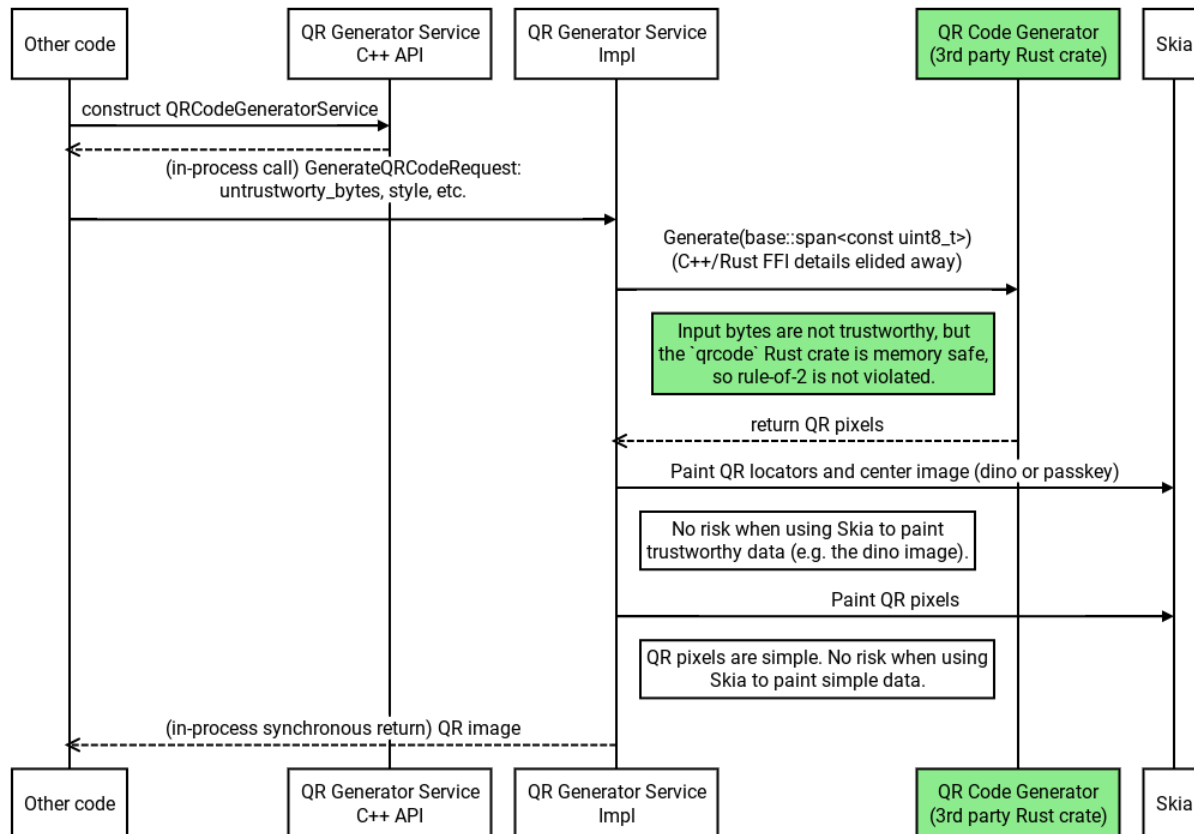 Other code
QR Generator Service
C++ API
QR Generator Service
Impl
QR Code Generator
(3rd party Rust crate)
Skia
construct QRCodeGeneratorService
(in-process call) GenerateQRCodeRequest:
untrustworty_bytes, style, etc.
Generate(base::span<const uint8_t>)
(C++/Rust FFI details elided away)
Input bytes are not trustworthy, but
the `qrcode` Rust crate is memory safe,
so rule-of-2 is not violated.
return QR pixels
Paint QR locators and center image (dino or passkey)
No risk when using Skia to paint
trustworthy data (e.g. the dino image).
Paint QR pixels
QR pixels are simple. No risk when using
Skia to paint simple data.
(in-process synchronous return) QR image
Other code
QR Generator Service
C++ API
QR Generator Service
Impl
QR Code Generator
(3rd party Rust crate)
Skia